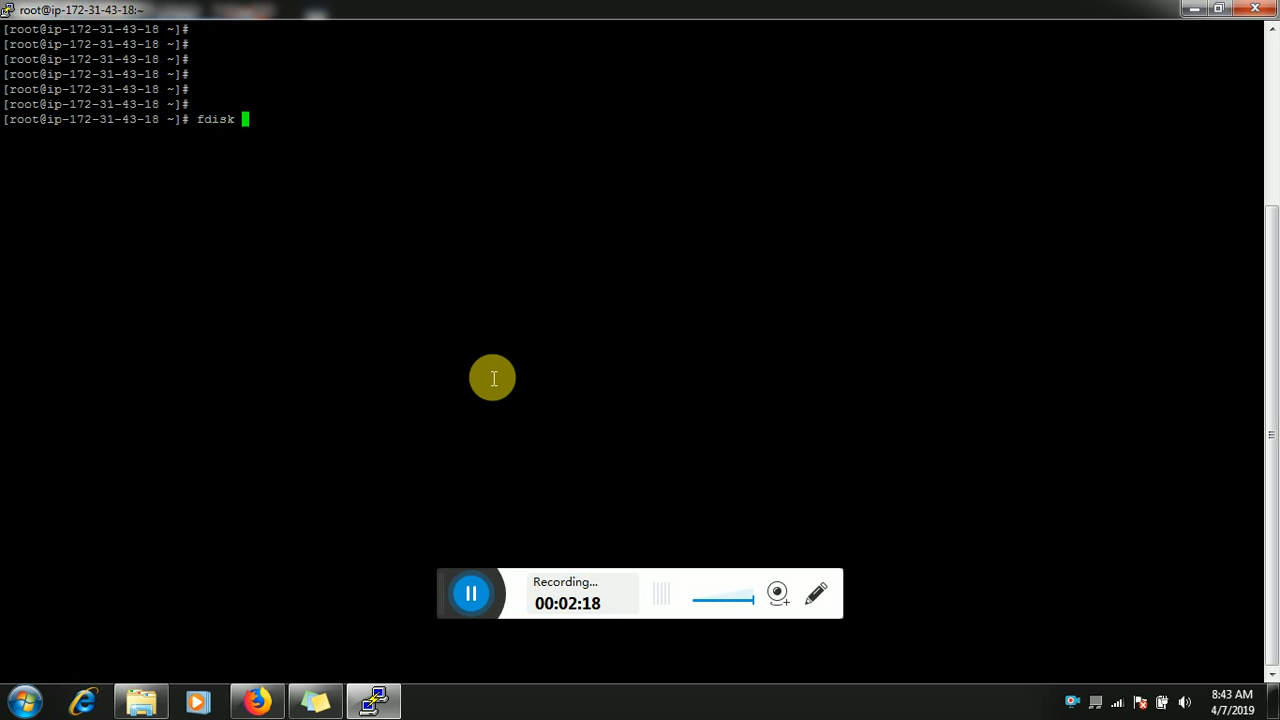 root@ip-172-31-43-18:~
[root@ip-172-31-43-18 ~]#
[root@ip-172-31-43-18 ~]#
[root@ip-172-31-43-18 ~]#
[root@ip-172-31-43-18 ~]#
[root@ip-172-31-43-18 ~]#
[root@ip-172-31-43-18 ~]#
[root@ip-172-31-43-18 ~]# fdisk
Recording...
00:02:18
8:43 AM
4/7/2019